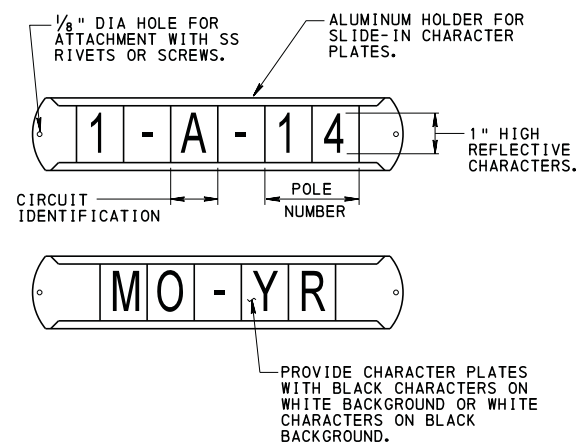 ⅛" DIA HOLE FOR
ATTACHMENT WITH SS
RIVETS OR SCREWS.
ALUMINUM HOLDER FOR
SLIDE-IN CHARACTER
PLATES.
1 - A - 1 4
1" HIGH
REFLECTIVE
CHARACTERS.
CIRCUIT
IDENTIFICATION
POLE
NUMBER
MO - YR
PROVIDE CHARACTER PLATES
WITH BLACK CHARACTERS ON
WHITE BACKGROUND OR WHITE
CHARACTERS ON BLACK
BACKGROUND.